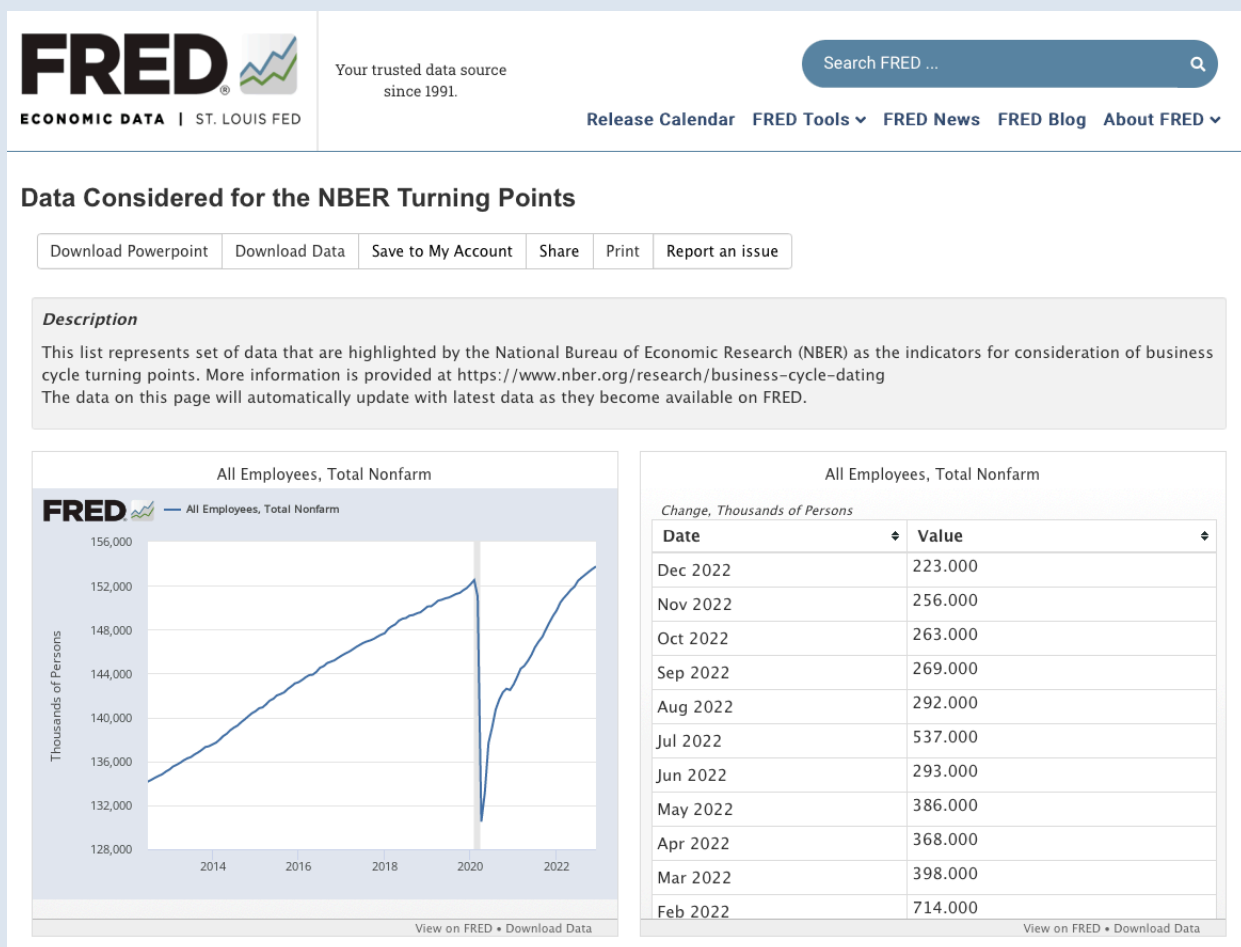 FRED®
ECONOMIC DATA | ST. LOUIS FED
Your trusted data source
since 1991.
Search FRED ...
Release Calendar FRED Tools FRED News FRED Blog About FRED
Data Considered for the NBER Turning Points
Download Powerpoint Download Data Save to My Account Share Print Report an issue
Description
This list represents set of data that are highlighted by the National Bureau of Economic Research (NBER) as the indicators for consideration of business
cycle turning points. More information is provided at https://www.nber.org/research/business-cycle-dating
The data on this page will automatically update with latest data as they become available on FRED.
All Employees, Total Nonfarm
FRED
All Employees, Total Nonfarm
Thousands of Persons
156,000
152,000
148,000
144,000
140,000
136,000
132,000
128,000
2014 2016 2018 2020 2022
View on FRED • Download Data
All Employees, Total Nonfarm
Change, Thousands of Persons
Date Value
Dec 2022 223.000
Nov 2022 256.000
Oct 2022 263.000
Sep 2022 269.000
Aug 2022 292.000
Jul 2022 537.000
Jun 2022 293.000
May 2022 386.000
Apr 2022 368.000
Mar 2022 398.000
Feb 2022 714.000
View on FRED • Download Data